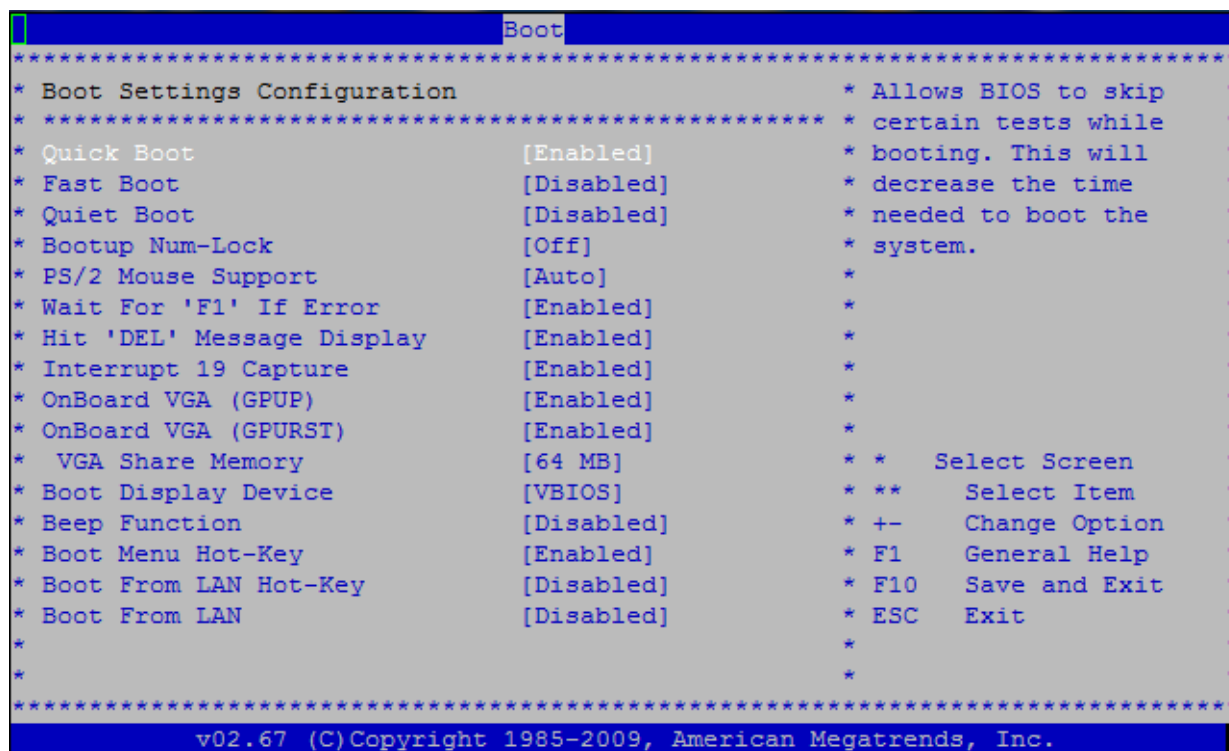 Boot
*******************************************************************************
* Boot Settings Configuration * Allows BIOS to skip
* *************************************************** * certain tests while
* Quick Boot [Enabled] * booting. This will
* Fast Boot [Disabled] * decrease the time
* Quiet Boot [Disabled] * needed to boot the
* Bootup Num-Lock [Off] * system.
* PS/2 Mouse Support [Auto] *
* Wait For 'F1' If Error [Enabled] *
* Hit 'DEL' Message Display [Enabled] *
* Interrupt 19 Capture [Enabled] *
* OnBoard VGA (GPUP) [Enabled] *
* OnBoard VGA (GPURST) [Enabled] *
* VGA Share Memory [64 MB] * * Select Screen
* Boot Display Device [VBIOS] * ** Select Item
* Beep Function [Disabled] * +- Change Option
* Boot Menu Hot-Key [Enabled] * F1 General Help
* Boot From LAN Hot-Key [Disabled] * F10 Save and Exit
* Boot From LAN [Disabled] * ESC Exit
* *
* *
*******************************************************************************
v02.67 (C)Copyright 1985-2009, American Megatrends, Inc.